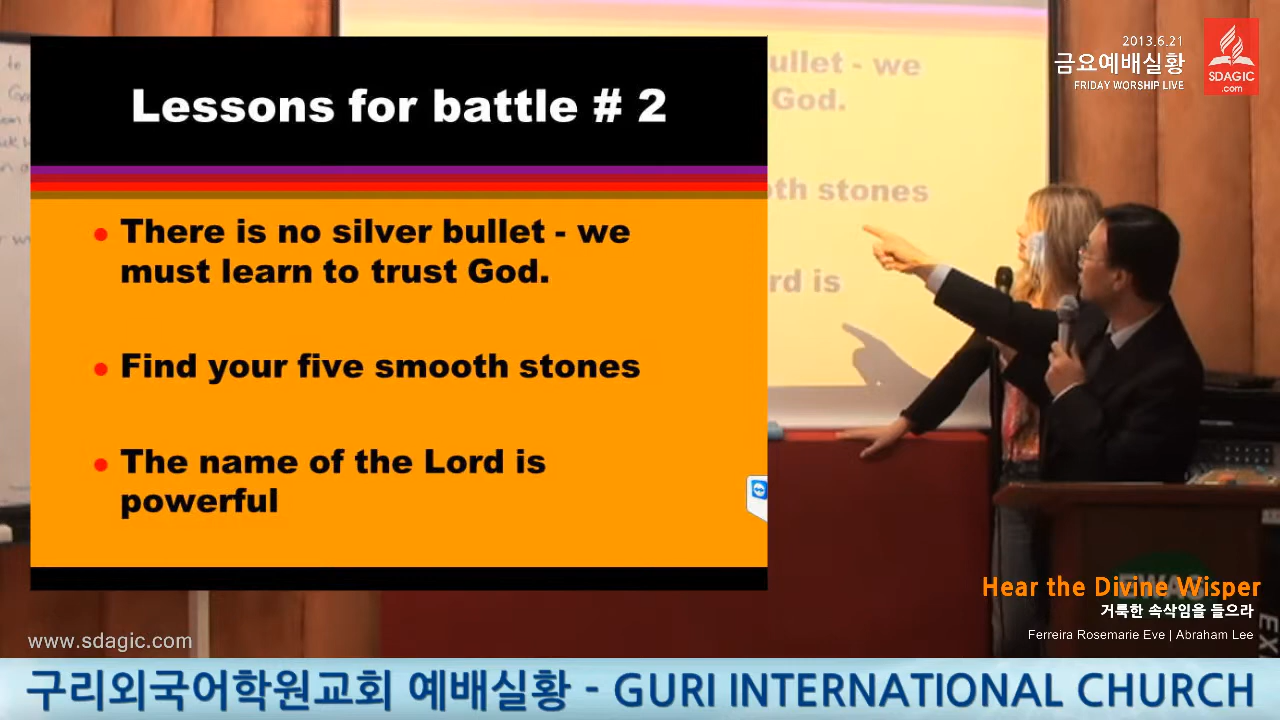 Lessons for battle # 2
There is no silver bullet - we
must learn to trust God.
Find your five smooth stones
The name of the Lord is
powerful
ullet - we
God.
th stones
rd is
2013.6.21
금요예배실황
FRIDAY WORSHIP LIVE
SDAGIC
.com
EWAC
EX
Hear the Divine Wisper
거룩한 속삭임을 들으라
Ferreira Rosemarie Eve | Abraham Lee
www.sdagic.com
구리외국어학원교회 예배실황 - GURI INTERNATIONAL CHURCH